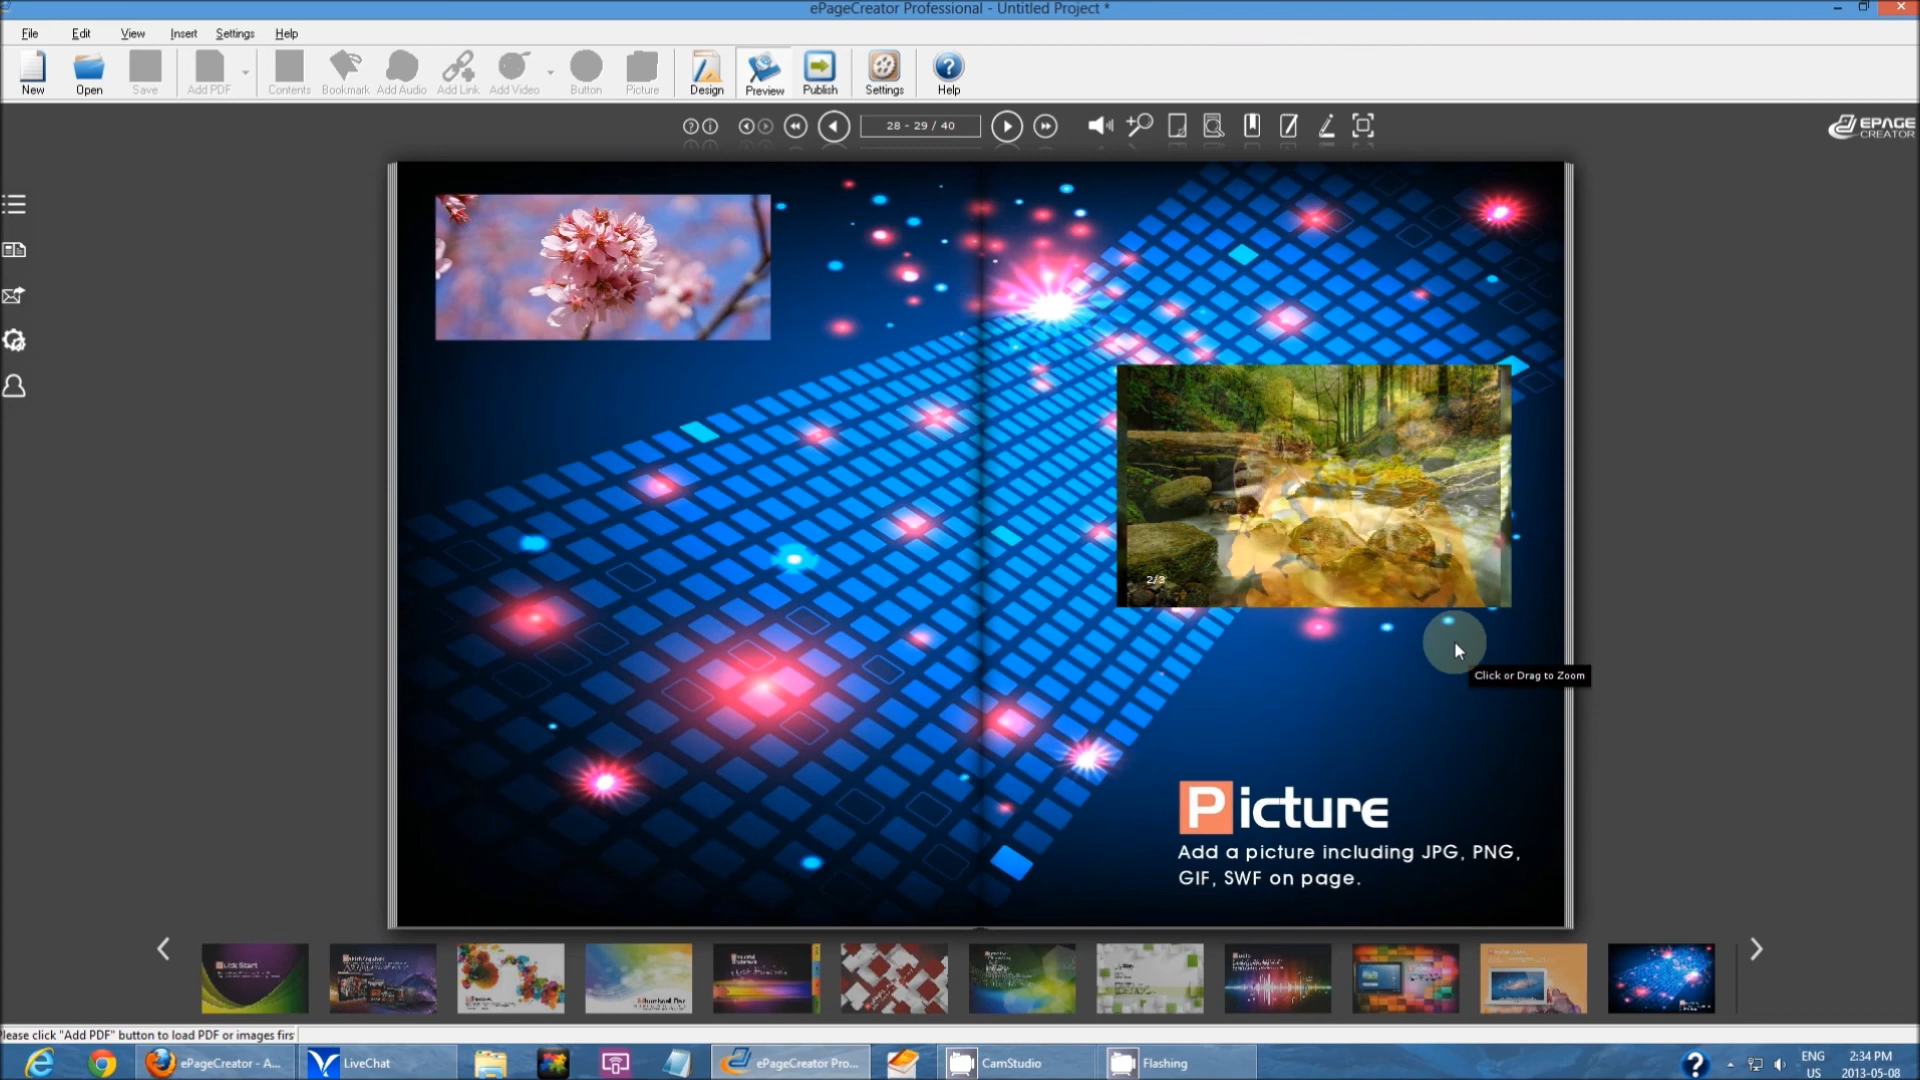 ePageCreator Professional - Untitled Project *
File Edit View Insert Settings Help
New Open Save Add PDF Contents Bookmark Add Audio Add Link Add Video Button Picture Design Preview Publish Settings Help
28 - 29 / 40
EPAGE
CREATOR
2/3
Click or Drag to Zoom
Picture
Add a picture including JPG, PNG,
GIF, SWF on page.
Quick Start
Please click "Add PDF" button to load PDF or images firs
ePageCreator - A... LiveChat ePageCreator Pro... CamStudio Flashing
ENG 2:34 PM
US 2013-05-08